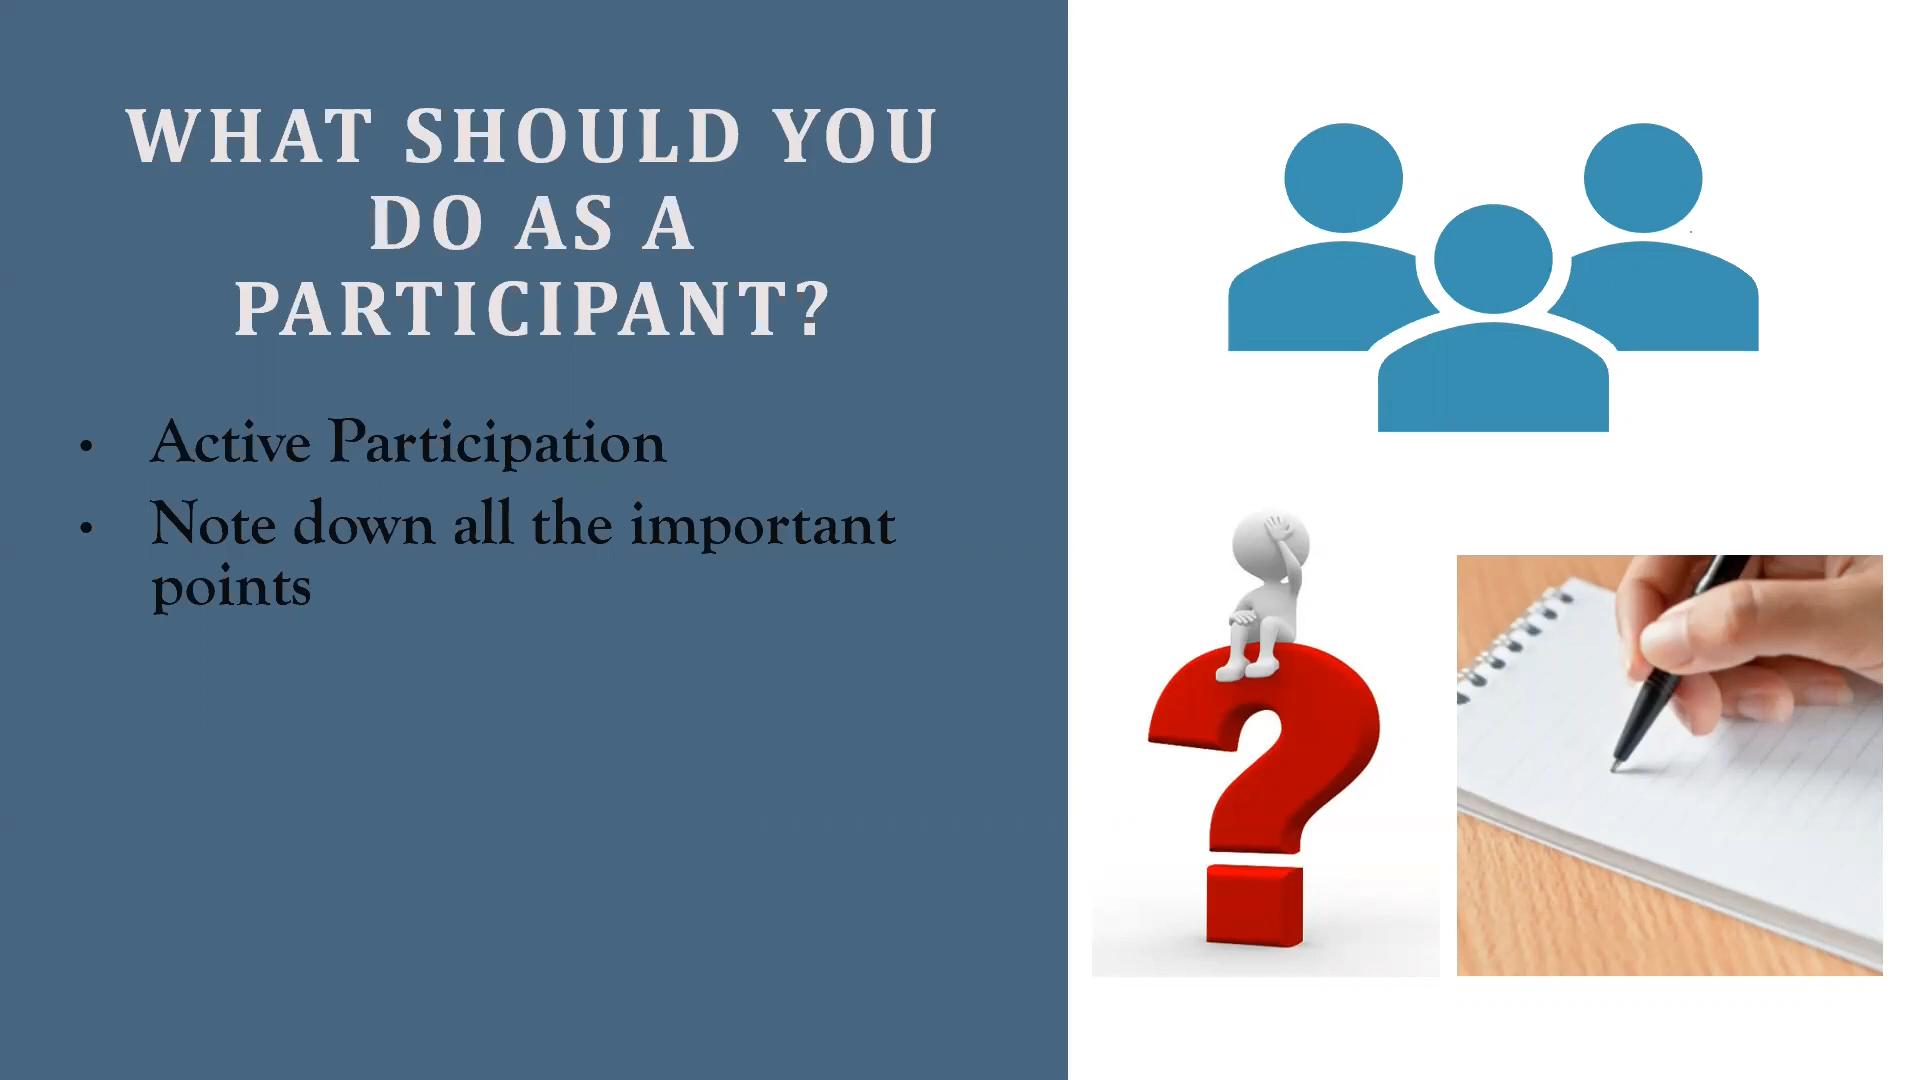 WHAT SHOULD YOU
DO AS A
PARTICIPANT?
• Active Participation
• Note down all the important
points